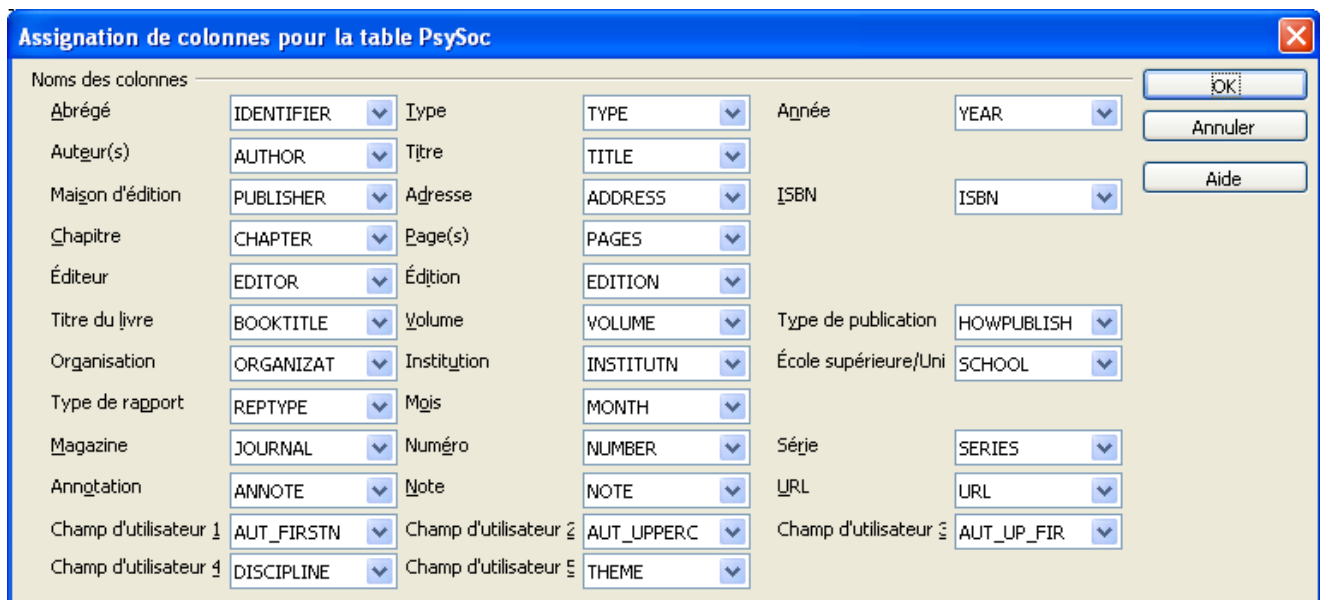 Assignation de colonnes pour la table PsySoc
Noms des colonnes
OK
Abrégé IDENTIFIER Type TYPE Année YEAR
Annuler
Auteur(s) AUTHOR Titre TITLE
Aide
Maison d'édition PUBLISHER Adresse ADDRESS ISBN ISBN
Chapitre CHAPTER Page(s) PAGES
Éditeur EDITOR Édition EDITION
Titre du livre BOOKTITLE Volume VOLUME Type de publication HOWPUBLISH
Organisation ORGANIZAT Institution INSTITUTN École supérieure/Uni SCHOOL
Type de rapport REPTYPE Mois MONTH
Magazine JOURNAL Numéro NUMBER Série SERIES
Annotation ANNOTE Note NOTE URL URL
Champ d'utilisateur 1 AUT_FIRSTN Champ d'utilisateur 2 AUT_UPPERC Champ d'utilisateur 3 AUT_UP_FIR
Champ d'utilisateur 4 DISCIPLINE Champ d'utilisateur 5 THEME